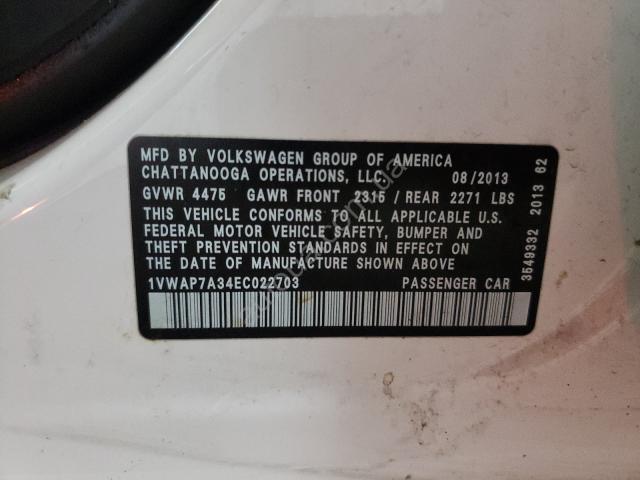 MFD BY VOLKSWAGEN GROUP OF AMERICA
CHATTANOOGA OPERATIONS, LLC. 08/2013
GVWR 4475 GAWR FRONT 2315 / REAR 2271 LBS
THIS VEHICLE CONFORMS TO ALL APPLICABLE U.S.
FEDERAL MOTOR VEHICLE SAFETY, BUMPER AND
THEFT PREVENTION STANDARDS IN EFFECT ON
THE DATE OF MANUFACTURE SHOWN ABOVE
1VWAP7A34EC022703 PASSENGER CAR
3549332 2013 62